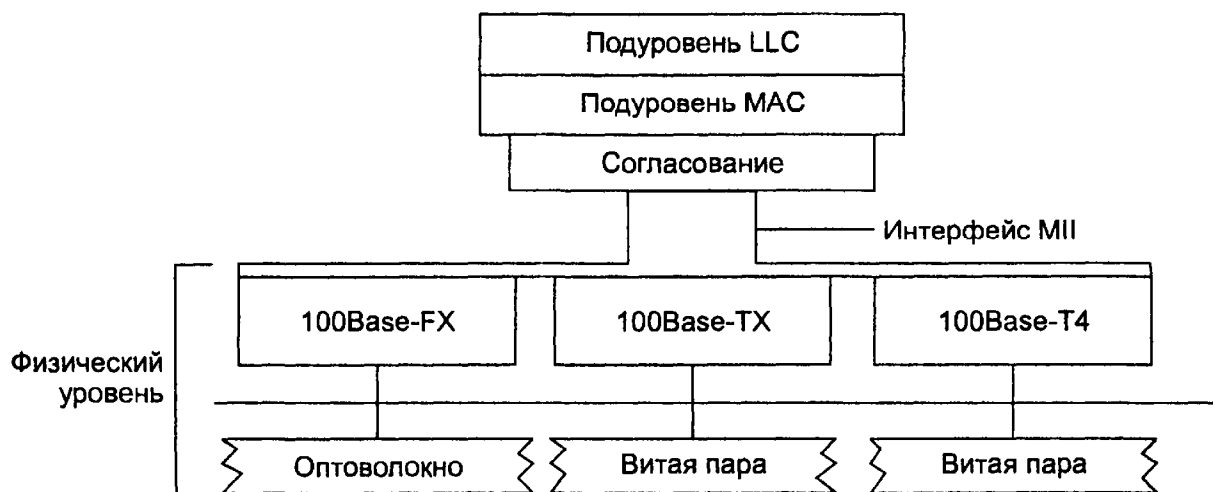 Подуровень LLC
Подуровень MAC
Согласование
Интерфейс MII
100Base-FX
100Base-TX
100Base-T4
Физический
уровень
Оптоволокно
Витая пара
Витая пара